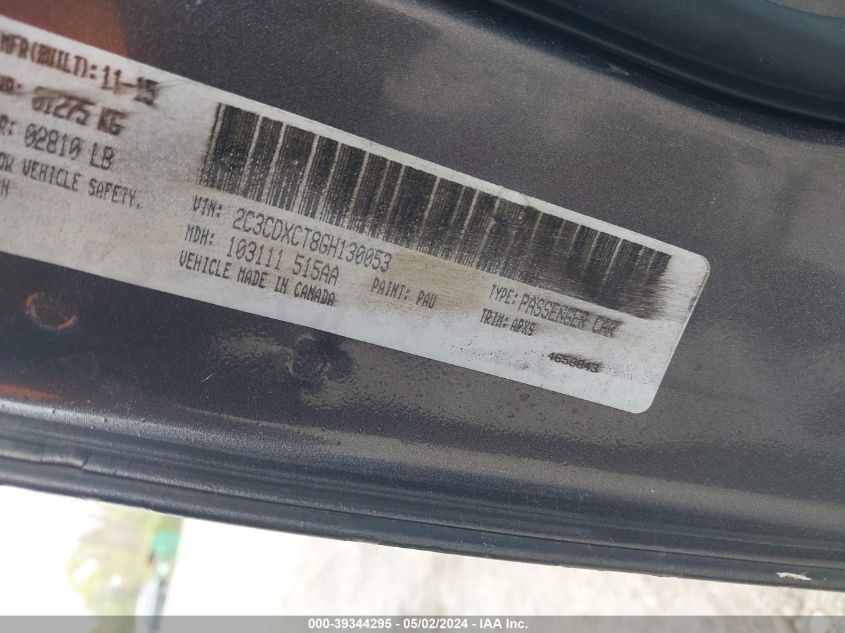 MFR(BUILT): 11-15
01275 KG
R: 02810 LB
VEHICLE SAFETY,
VIN: 2C3CDXCT8GH130053
MDH: 103111 515AA
VEHICLE MADE IN CANADA
PAINT: PAU
TYPE: PASSENGER CAR
TRIM: APX9
4658843
000-39344295 - 05/02/2024 - IAA Inc.